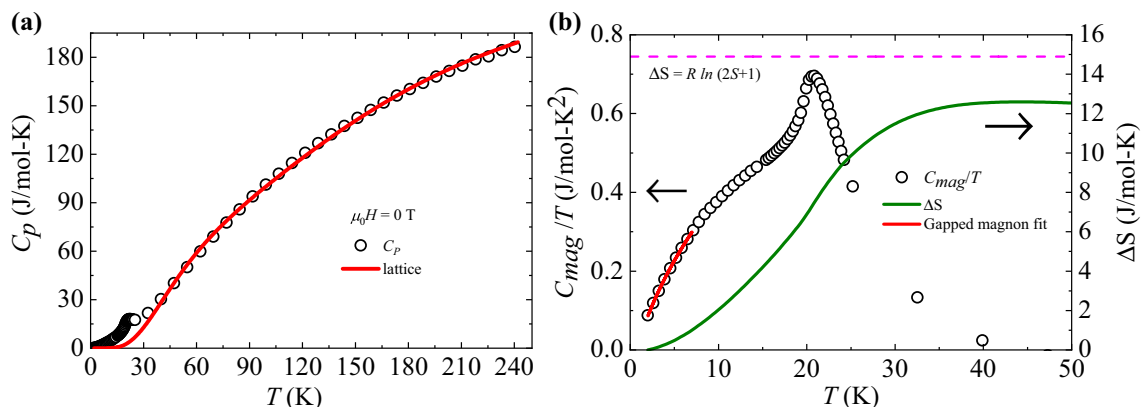 (a)
180
150
120
90
60
30
0
C_p (J/mol-K)
μ₀H = 0 T
C_P
lattice
0 30 60 90 120 150 180 210 240
T (K)
(b)
0.8
0.6
0.4
0.2
0.0
C_mag /T (J/mol-K²)
ΔS = R ln (2S+1)
C_mag/T
ΔS
Gapped magnon fit
16
14
12
10
8
6
4
2
0
ΔS (J/mol-K)
0 10 20 30 40 50
T (K)